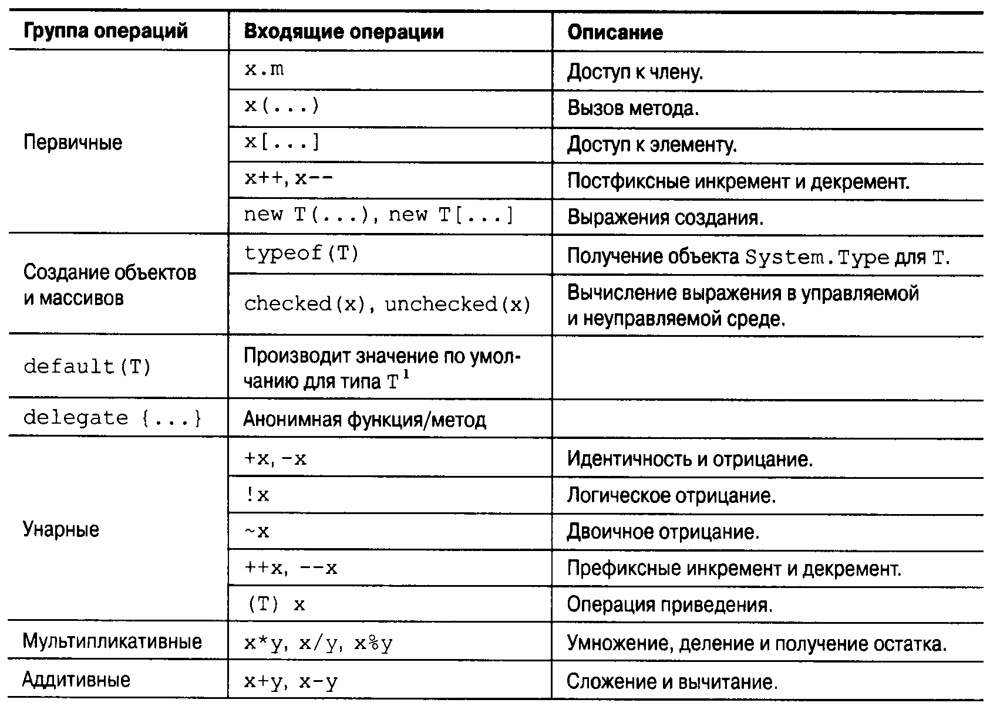 Группа операций Входящие операции Описание
x.m Доступ к члену.
x(...) Вызов метода.
Первичные x[...] Доступ к элементу.
x++, x-- Постфиксные инкремент и декремент.
new T(...), new T[...] Выражения создания.
typeof(T) Получение объекта System.Type для T.
Создание объектов
и массивов
checked(x), unchecked(x) Вычисление выражения в управляемой
и неуправляемой среде.
default(T) Производит значение по умол-
чанию для типа T¹
delegate {...} Анонимная функция/метод
+x, -x Идентичность и отрицание.
!x Логическое отрицание.
Унарные ~x Двоичное отрицание.
++x, --x Префиксные инкремент и декремент.
(T) x Операция приведения.
Мультипликативные x*y, x/y, x%y Умножение, деление и получение остатка.
Аддитивные x+y, x-y Сложение и вычитание.